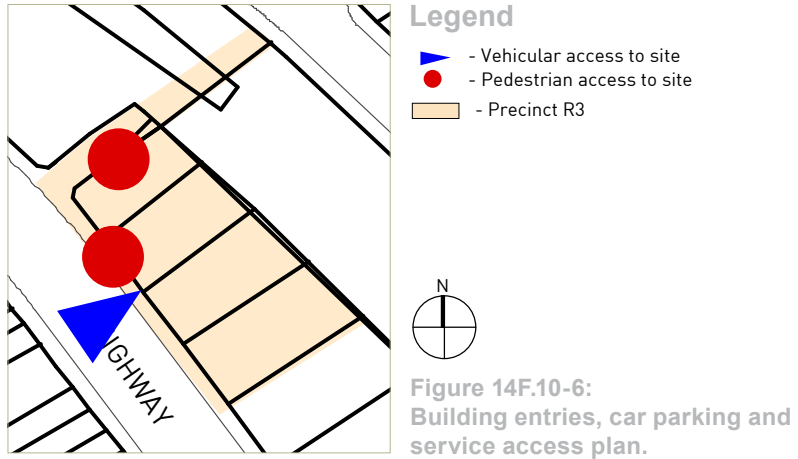 Legend
- Vehicular access to site
- Pedestrian access to site
- Precinct R3
N
IGHWAY
Figure 14F.10-6:
Building entries, car parking and
service access plan.